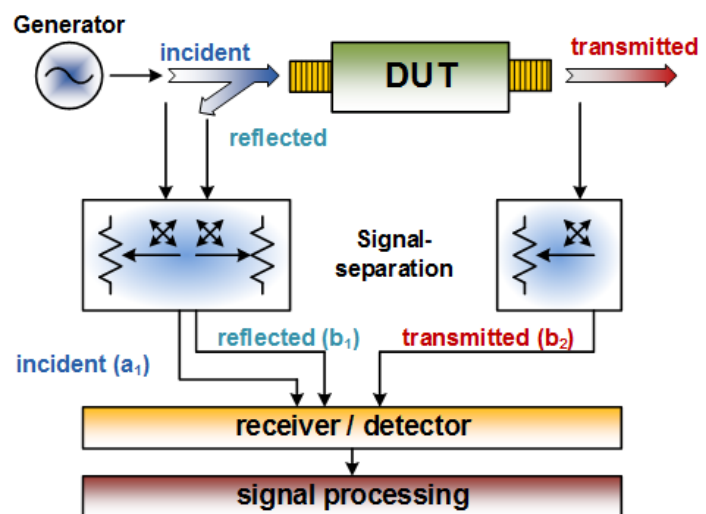 Generator
incident
DUT
transmitted
reflected
Signal-
separation
reflected (b₁)
transmitted (b₂)
incident (a₁)
receiver / detector
signal processing